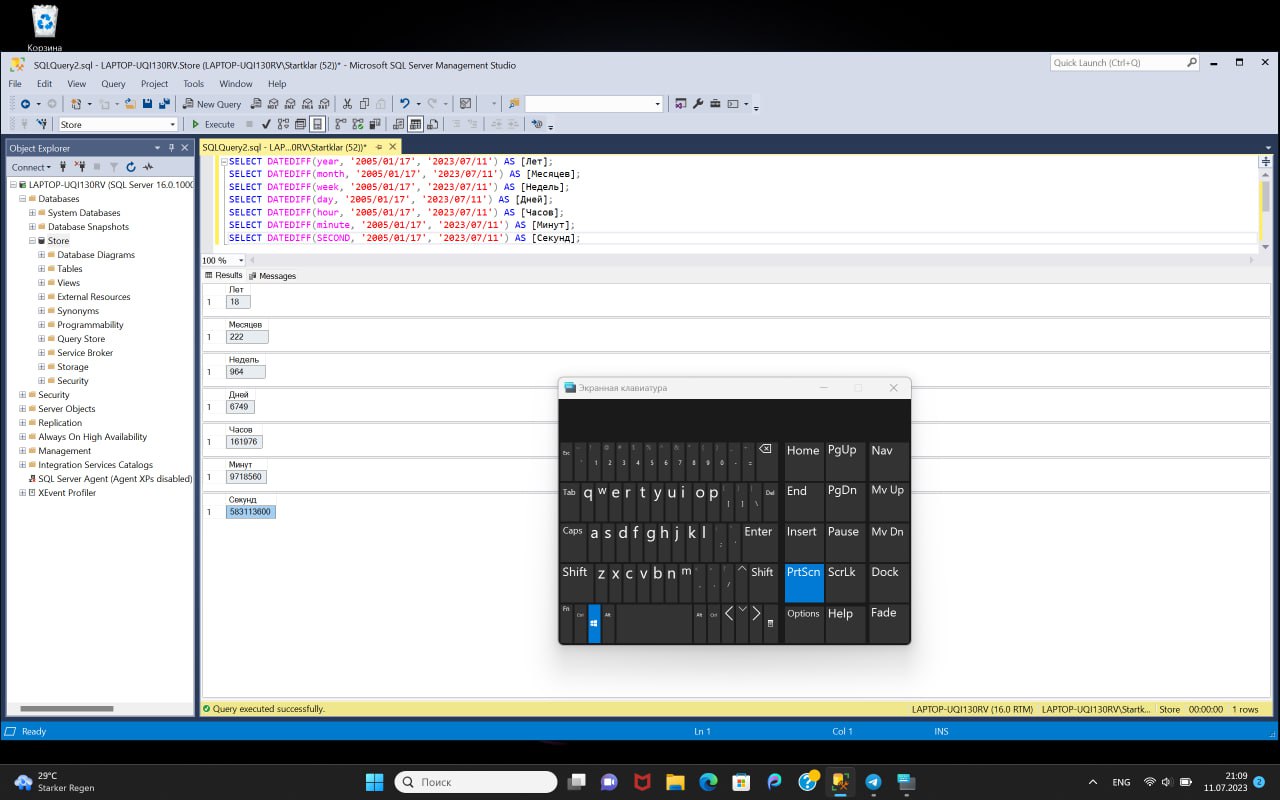 Корзина
SQLQuery2.sql - LAPTOP-UQI130RV.Store (LAPTOP-UQI130RV\Startklar (52))* - Microsoft SQL Server Management Studio
Quick Launch (Ctrl+Q)
File Edit View Query Project Tools Window Help
New Query
Store
Execute
Object Explorer
SQLQuery2.sql - LAP...0RV\Startklar (52))*
Connect
LAPTOP-UQI130RV (SQL Server 16.0.1000
Databases
System Databases
Database Snapshots
Store
Database Diagrams
Tables
Views
External Resources
Synonyms
Programmability
Query Store
Service Broker
Storage
Security
Security
Server Objects
Replication
Always On High Availability
Management
Integration Services Catalogs
SQL Server Agent (Agent XPs disabled)
XEvent Profiler
SELECT DATEDIFF(year, '2005/01/17', '2023/07/11') AS [Лет];
SELECT DATEDIFF(month, '2005/01/17', '2023/07/11') AS [Месяцев];
SELECT DATEDIFF(week, '2005/01/17', '2023/07/11') AS [Недель];
SELECT DATEDIFF(day, '2005/01/17', '2023/07/11') AS [Дней];
SELECT DATEDIFF(hour, '2005/01/17', '2023/07/11') AS [Часов];
SELECT DATEDIFF(minute, '2005/01/17', '2023/07/11') AS [Минут];
SELECT DATEDIFF(SECOND, '2005/01/17', '2023/07/11') AS [Секунд];
100 %
Results Messages
Лет
1 18
Месяцев
1 222
Недель
1 964
Дней
1 6749
Часов
1 161976
Минут
1 9718560
Секунд
1 583113600
Экранная клавиатура
Esc ` 1 2 3 4 5 6 7 8 9 0 - = Home PgUp Nav
Tab q w e r t y u i o p [ ] \ Del End PgDn Mv Up
Caps a s d f g h j k l ; ' Enter Insert Pause Mv Dn
Shift z x c v b n m , . / Shift PrtScn ScrLk Dock
Fn Ctrl Alt Alt Ctrl Options Help Fade
Query executed successfully.
LAPTOP-UQI130RV (16.0 RTM) LAPTOP-UQI130RV\Startk... Store 00:00:00 1 rows
Ready Ln 1 Col 1 INS
29°C
Starker Regen
Поиск
ENG
21:09
11.07.2023
2